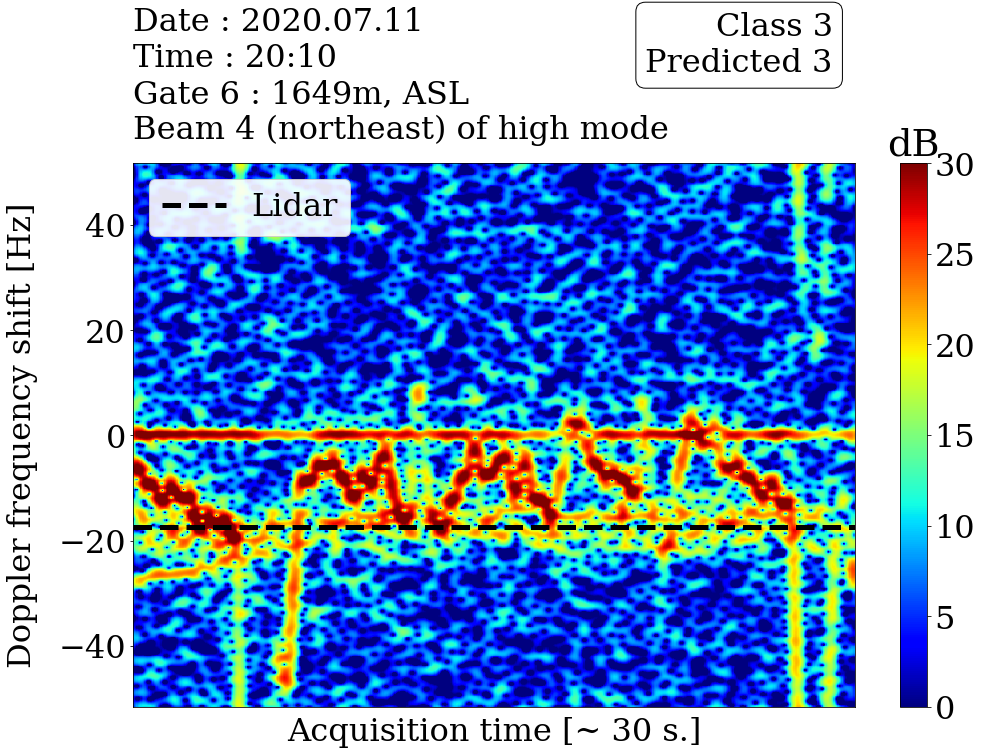 Date : 2020.07.11
Time : 20:10
Gate 6 : 1649m, ASL
Beam 4 (northeast) of high mode
Class 3
Predicted 3
dB
30
25
20
15
10
5
0
Lidar
40
20
0
−20
−40
Doppler frequency shift [Hz]
Acquisition time [~ 30 s.]